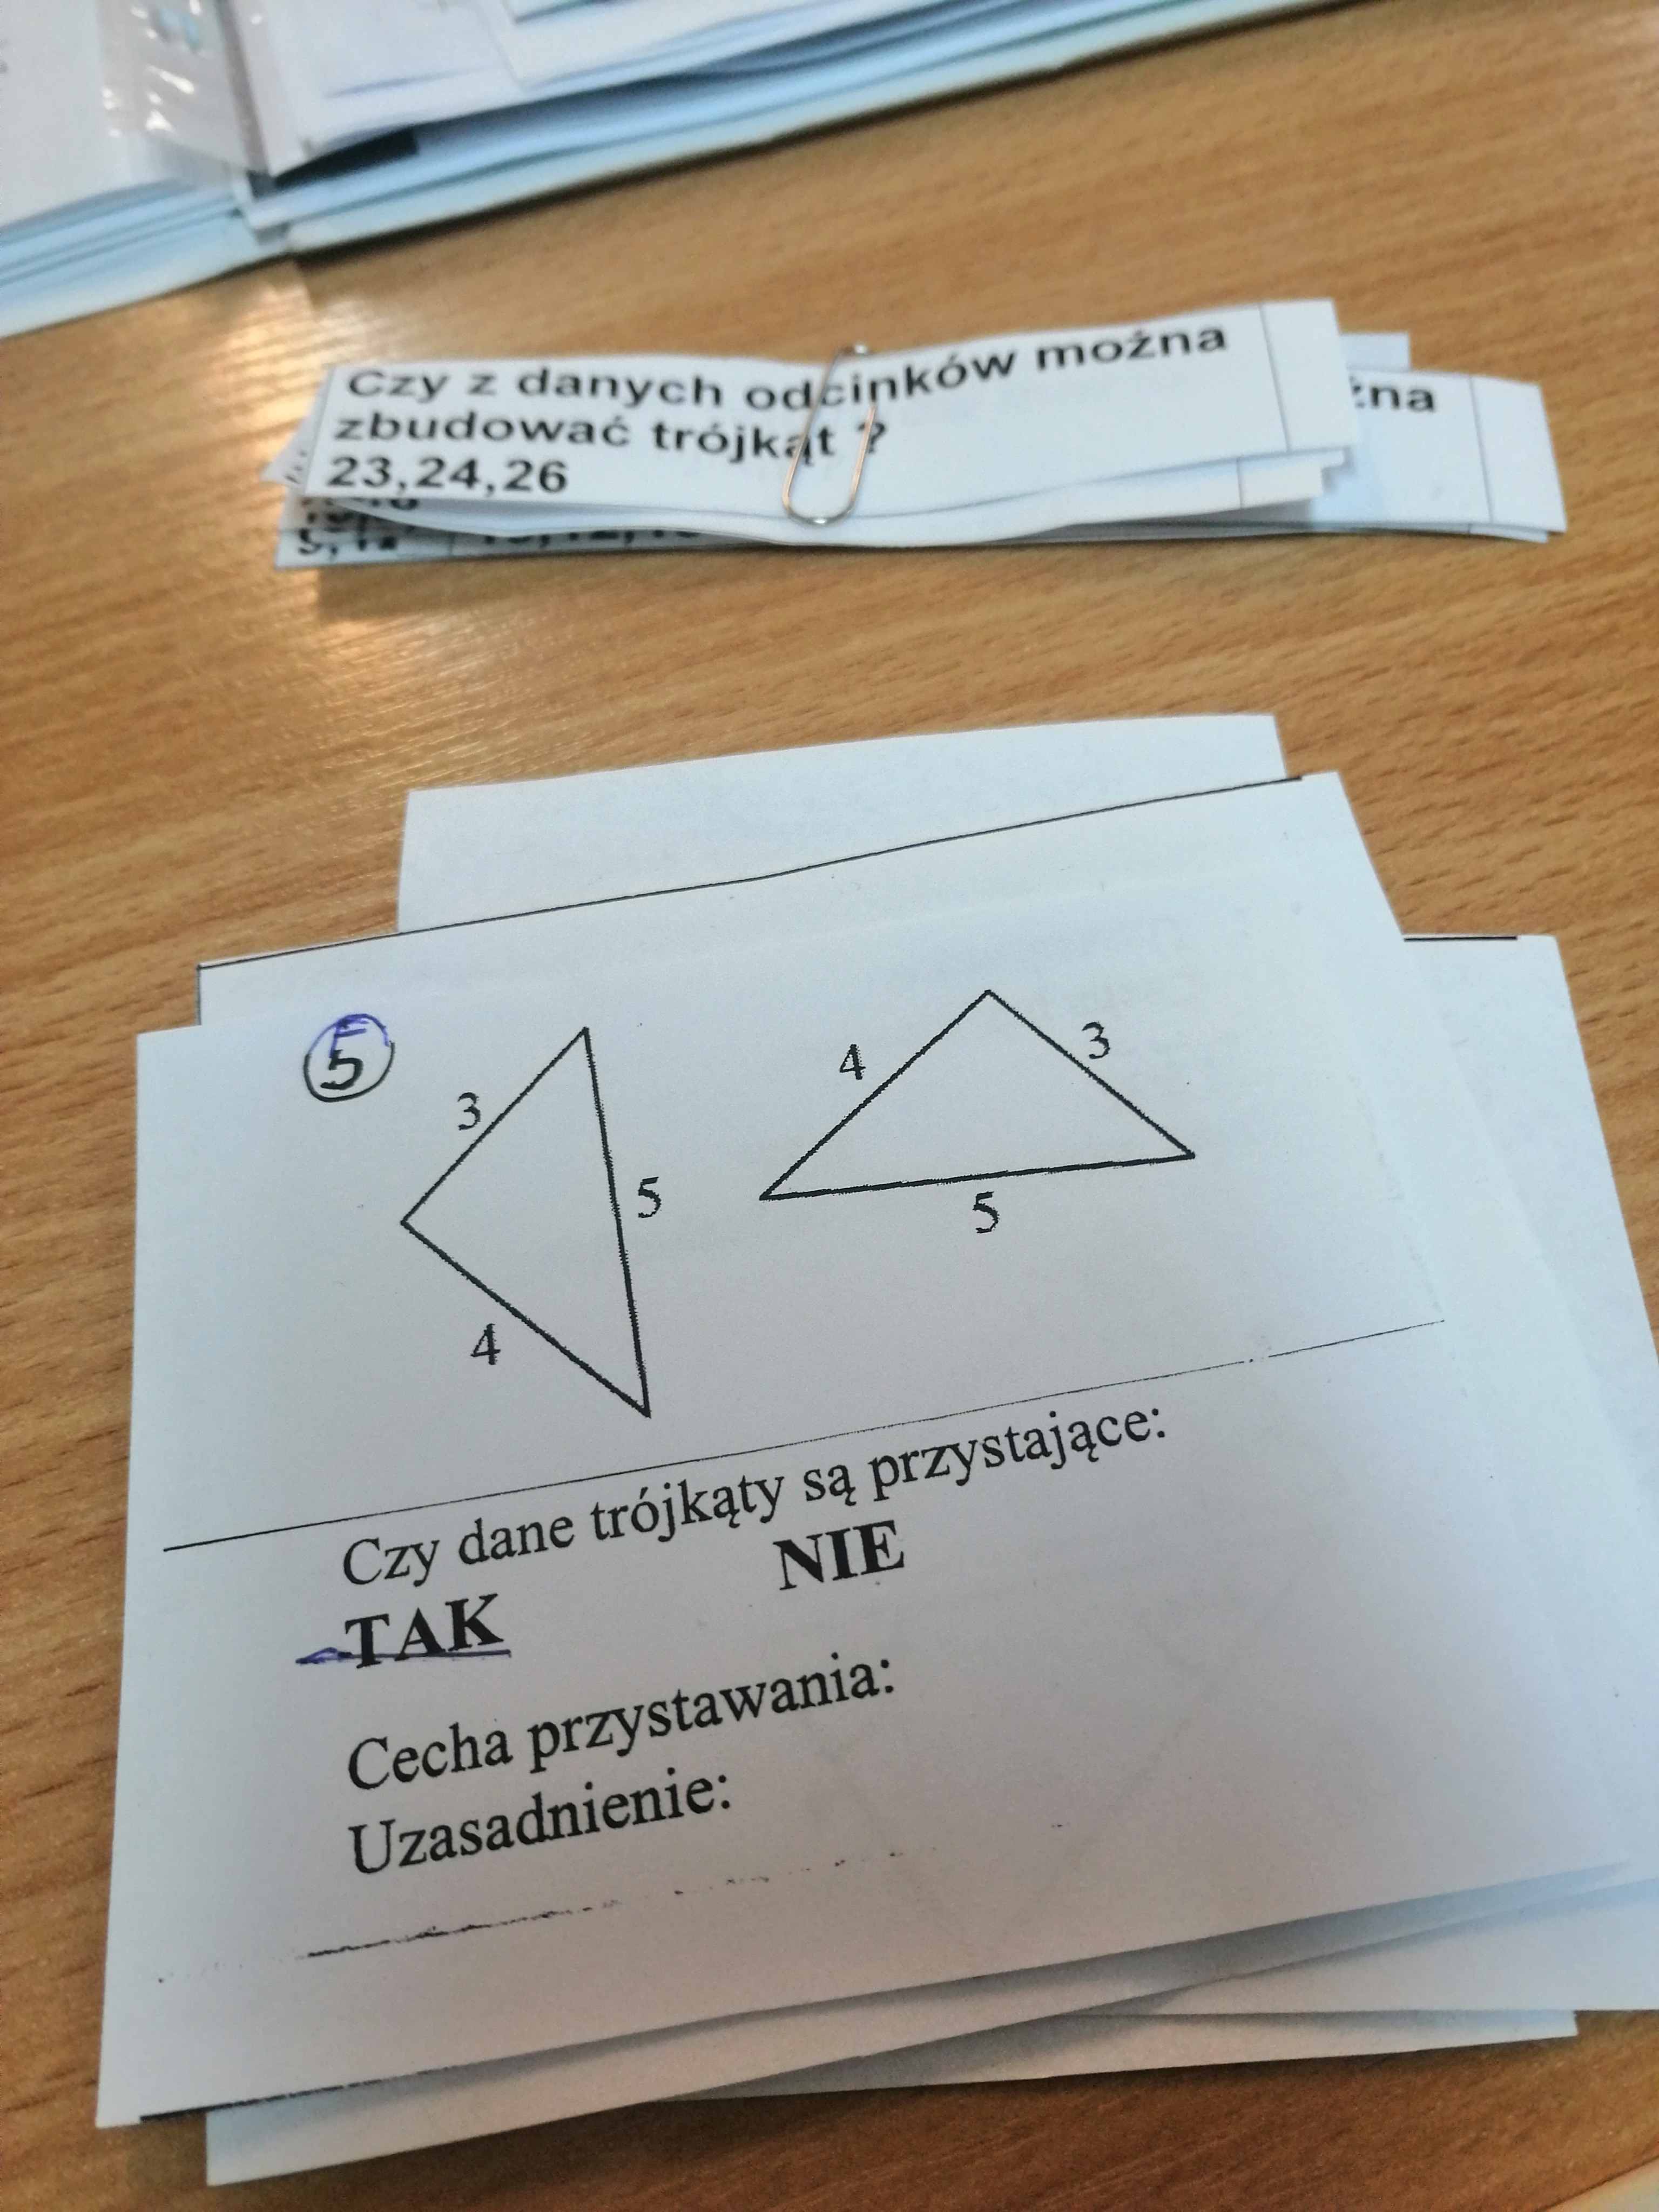 Czy z danych odcinków można
zbudować trójkąt ?
23,24,26
5
3
5
4
4
3
5
Czy dane trójkąty są przystające:
TAK NIE
Cecha przystawania:
Uzasadnienie: